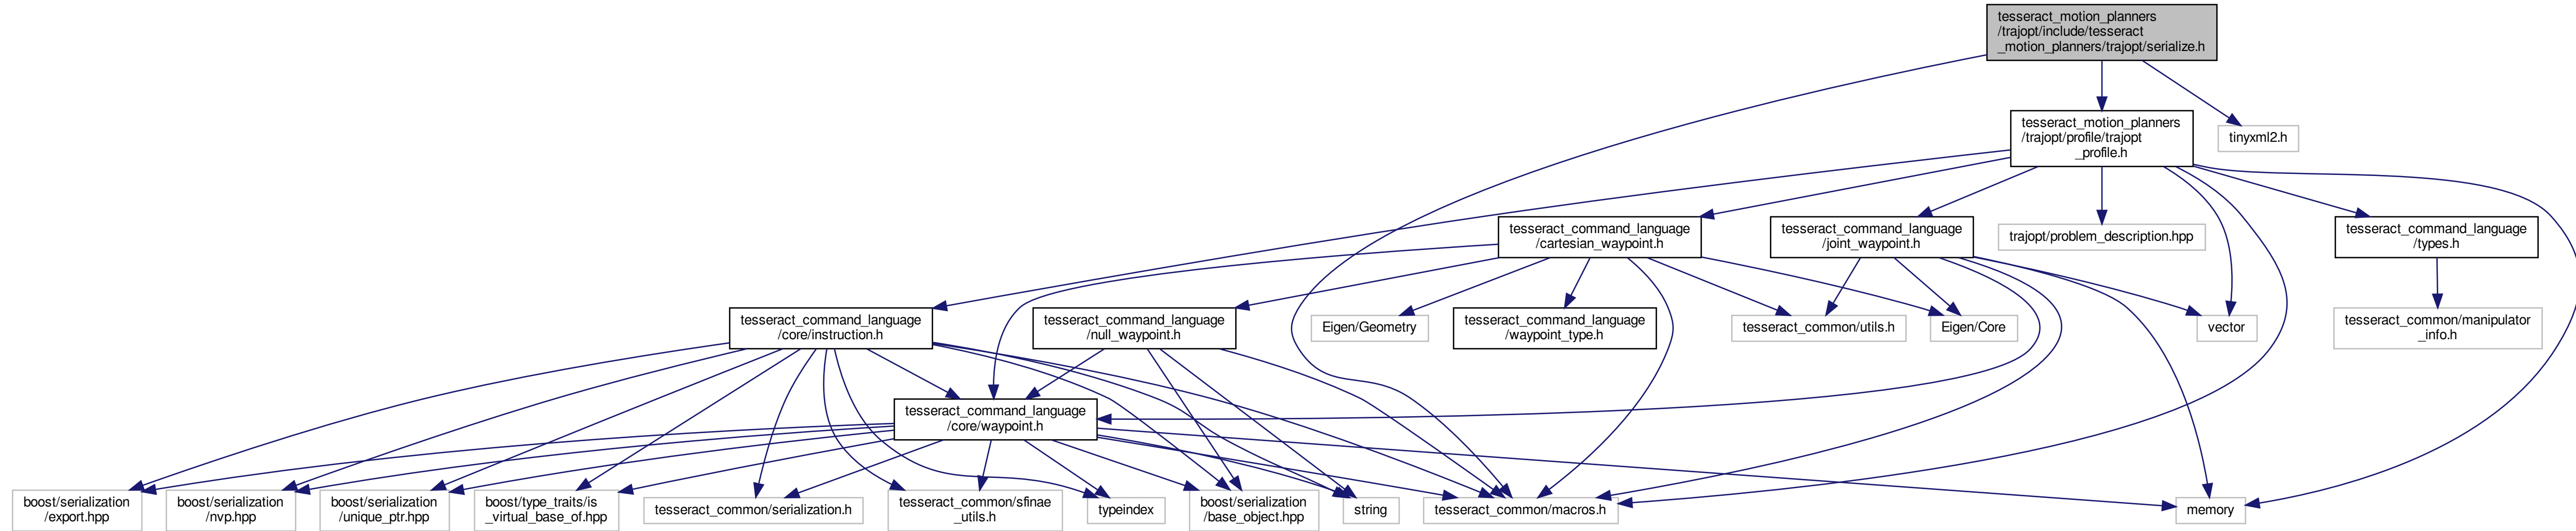 tesseract_motion_planners
/trajopt/include/tesseract
_motion_planners/trajopt/serialize.h
tesseract_motion_planners
/trajopt/profile/trajopt
_profile.h
tinyxml2.h
tesseract_command_language
/cartesian_waypoint.h
tesseract_command_language
/joint_waypoint.h
trajopt/problem_description.hpp
tesseract_command_language
/types.h
tesseract_command_language
/core/instruction.h
tesseract_command_language
/null_waypoint.h
Eigen/Geometry
tesseract_command_language
/waypoint_type.h
tesseract_common/utils.h
Eigen/Core
vector
tesseract_common/manipulator
_info.h
tesseract_command_language
/core/waypoint.h
boost/serialization
/export.hpp
boost/serialization
/nvp.hpp
boost/serialization
/unique_ptr.hpp
boost/type_traits/is
_virtual_base_of.hpp
tesseract_common/serialization.h
tesseract_common/sfinae
_utils.h
typeindex
boost/serialization
/base_object.hpp
string
tesseract_common/macros.h
memory